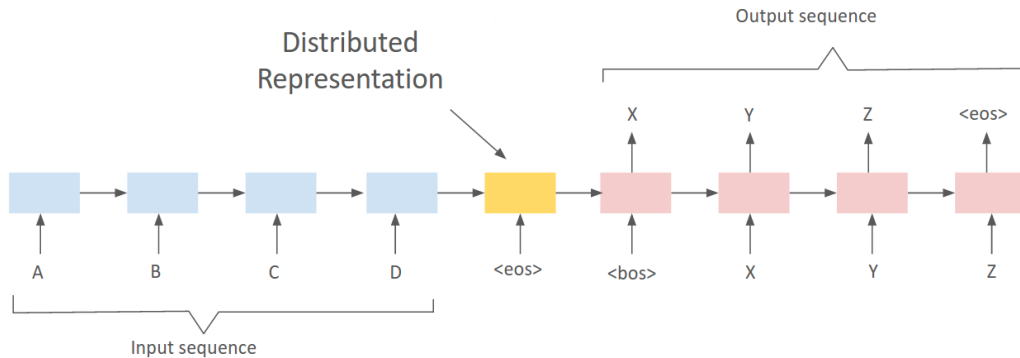 Output sequence
Distributed
Representation
X Y Z <eos>
A B C D <eos> <bos> X Y Z
Input sequence